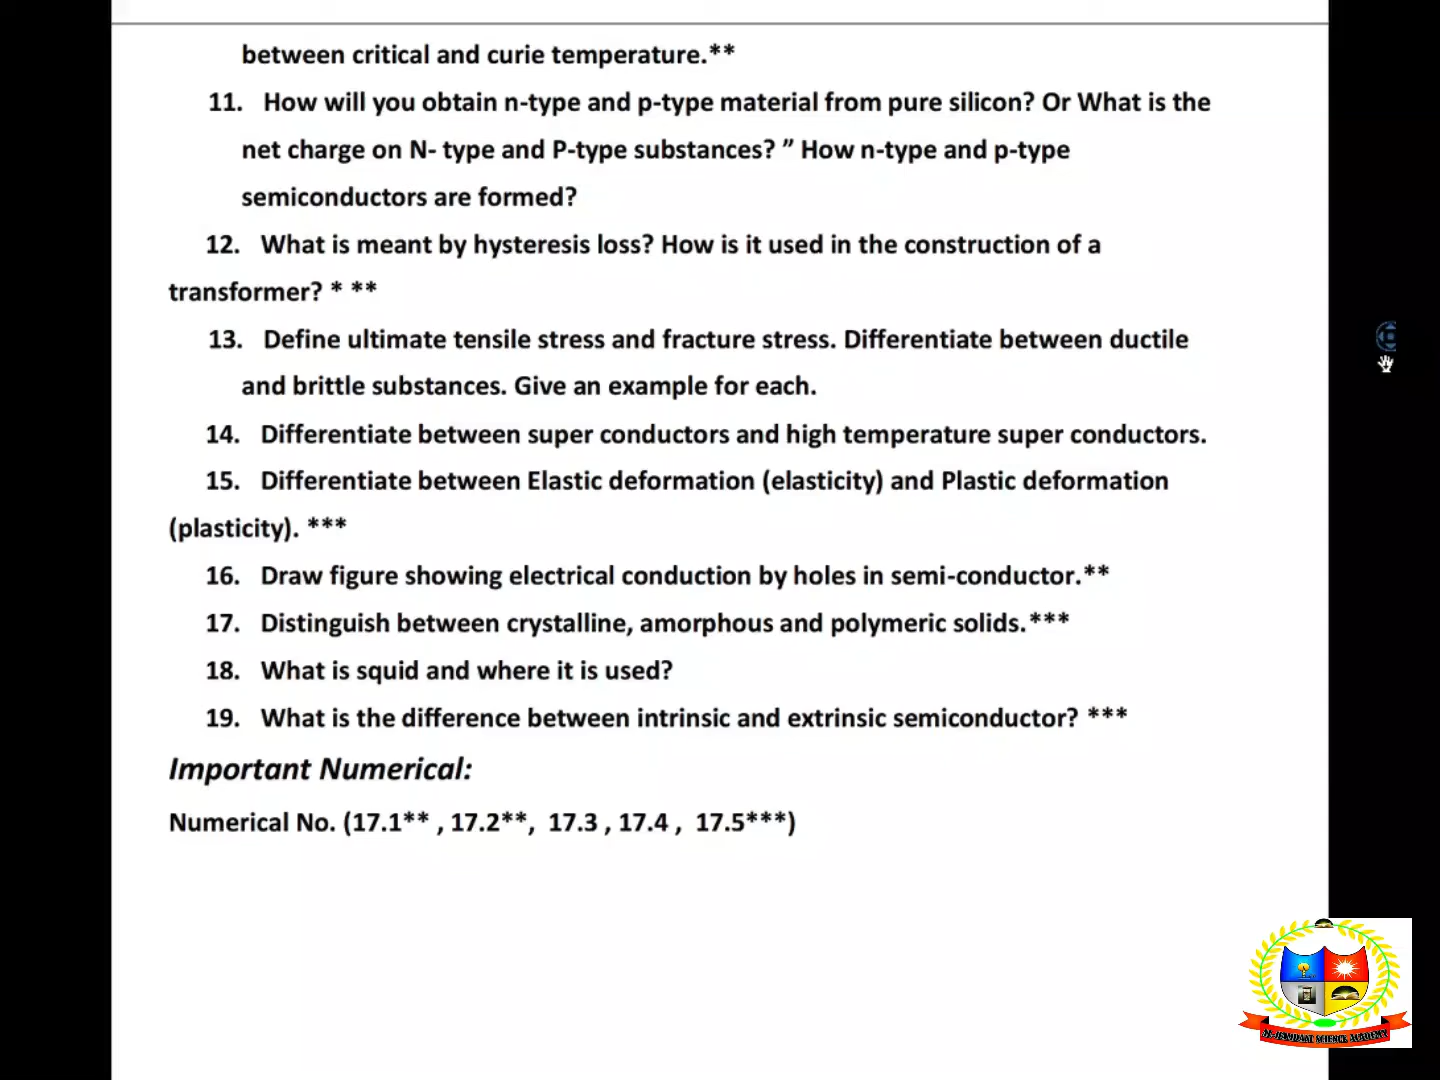 between critical and curie temperature.**
11. How will you obtain n-type and p-type material from pure silicon? Or What is the
net charge on N- type and P-type substances? ” How n-type and p-type
semiconductors are formed?
12. What is meant by hysteresis loss? How is it used in the construction of a
transformer? * **
13. Define ultimate tensile stress and fracture stress. Differentiate between ductile
and brittle substances. Give an example for each.
14. Differentiate between super conductors and high temperature super conductors.
15. Differentiate between Elastic deformation (elasticity) and Plastic deformation
(plasticity). ***
16. Draw figure showing electrical conduction by holes in semi-conductor.**
17. Distinguish between crystalline, amorphous and polymeric solids.***
18. What is squid and where it is used?
19. What is the difference between intrinsic and extrinsic semiconductor? ***
Important Numerical:
Numerical No. (17.1** , 17.2**, 17.3 , 17.4 , 17.5***)
SCIENCE ACADEMY